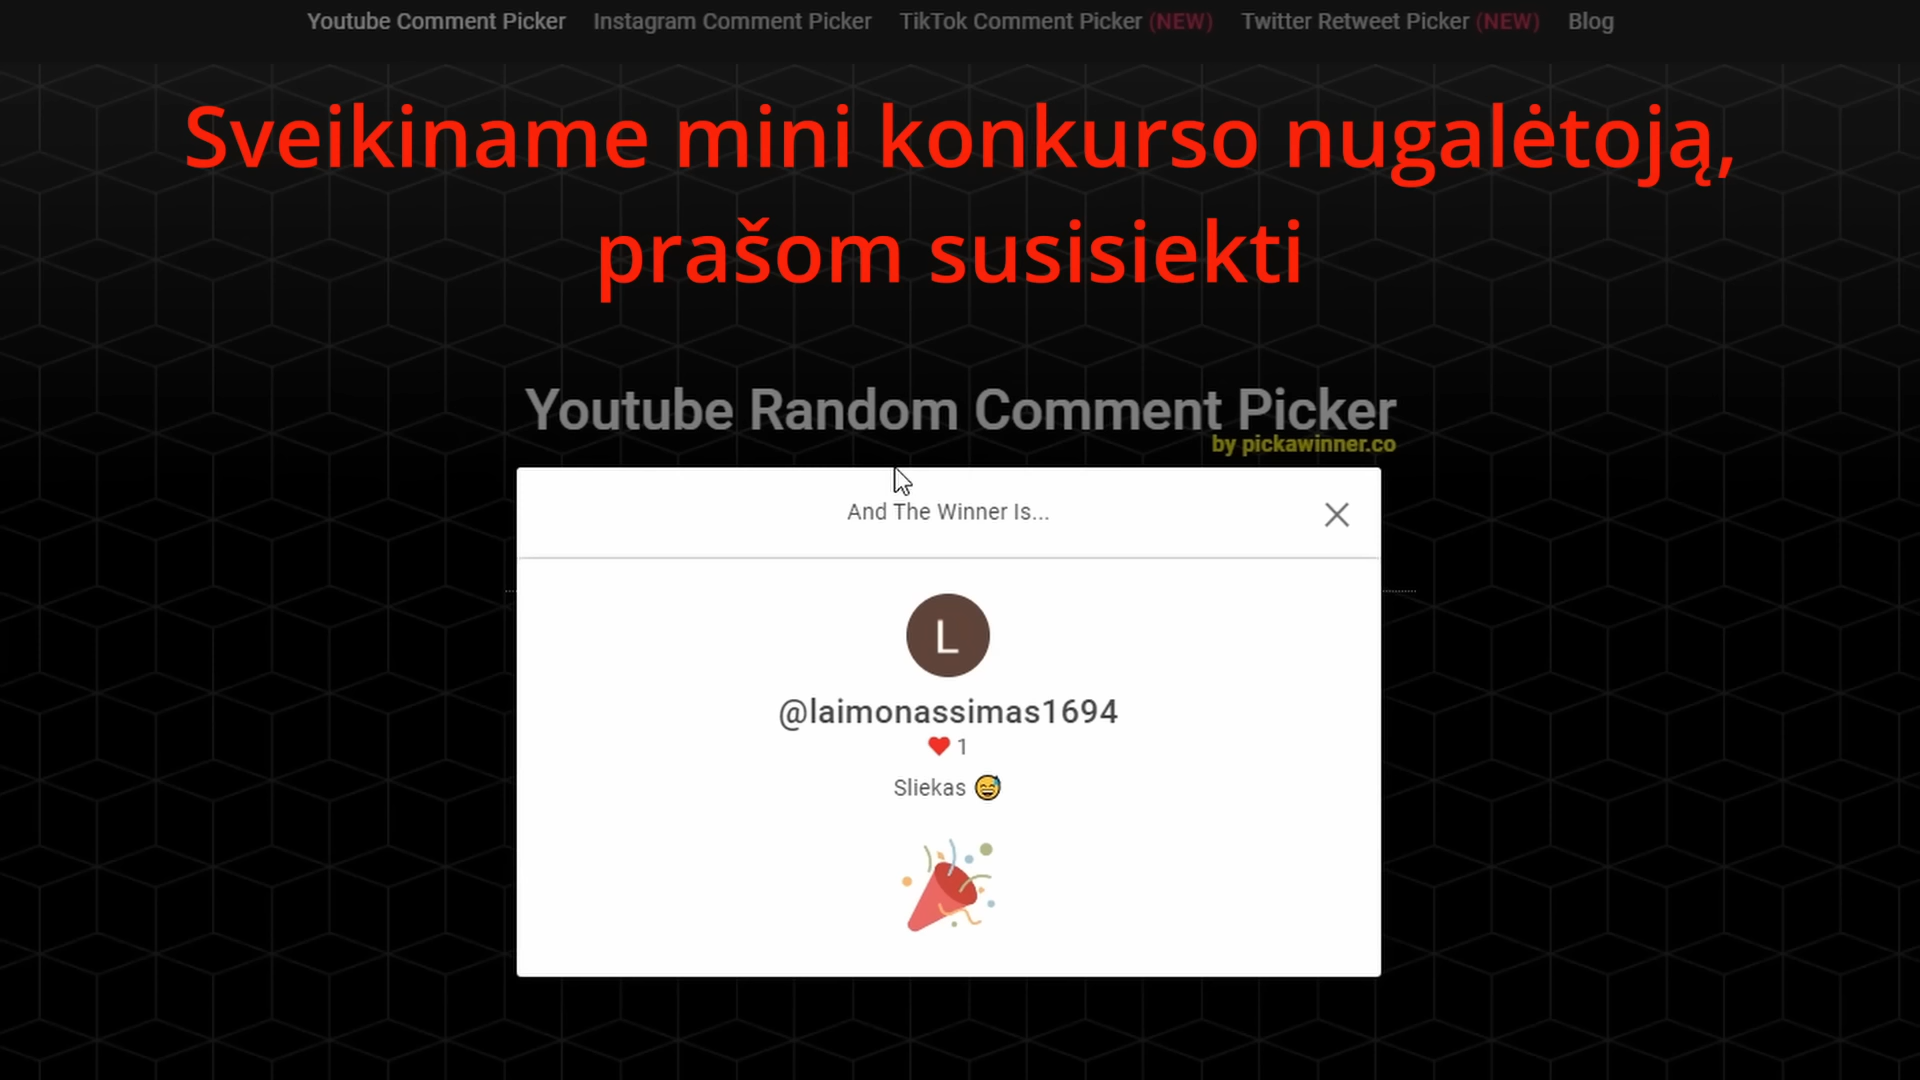 Youtube Comment Picker Instagram Comment Picker TikTok Comment Picker (NEW) Twitter Retweet Picker (NEW) Blog
Sveikiname mini konkurso nugalėtoją,
prašom susisiekti
Youtube Random Comment Picker
by pickawinner.co
And The Winner Is...
L
@laimonassimas1694
❤ 1
Sliekas 😅